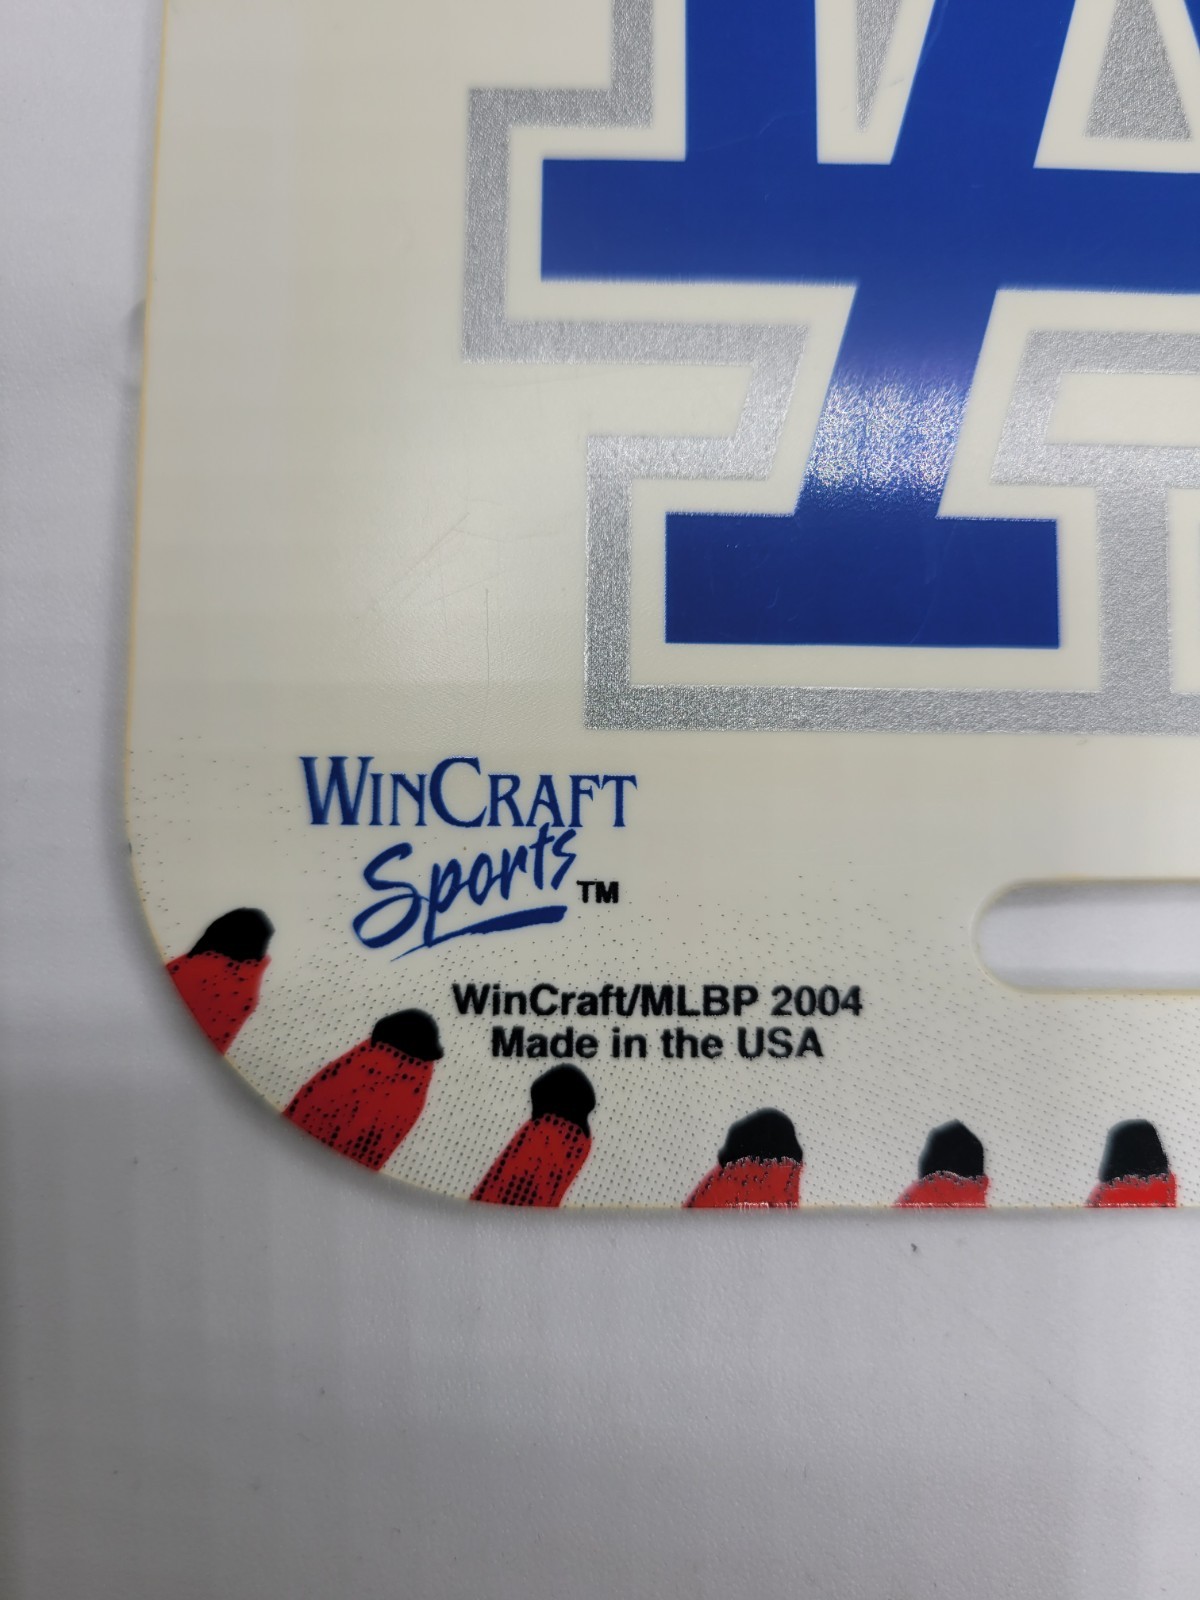 WINCRAFT
Sports™
WinCraft/MLBP 2004
Made in the USA